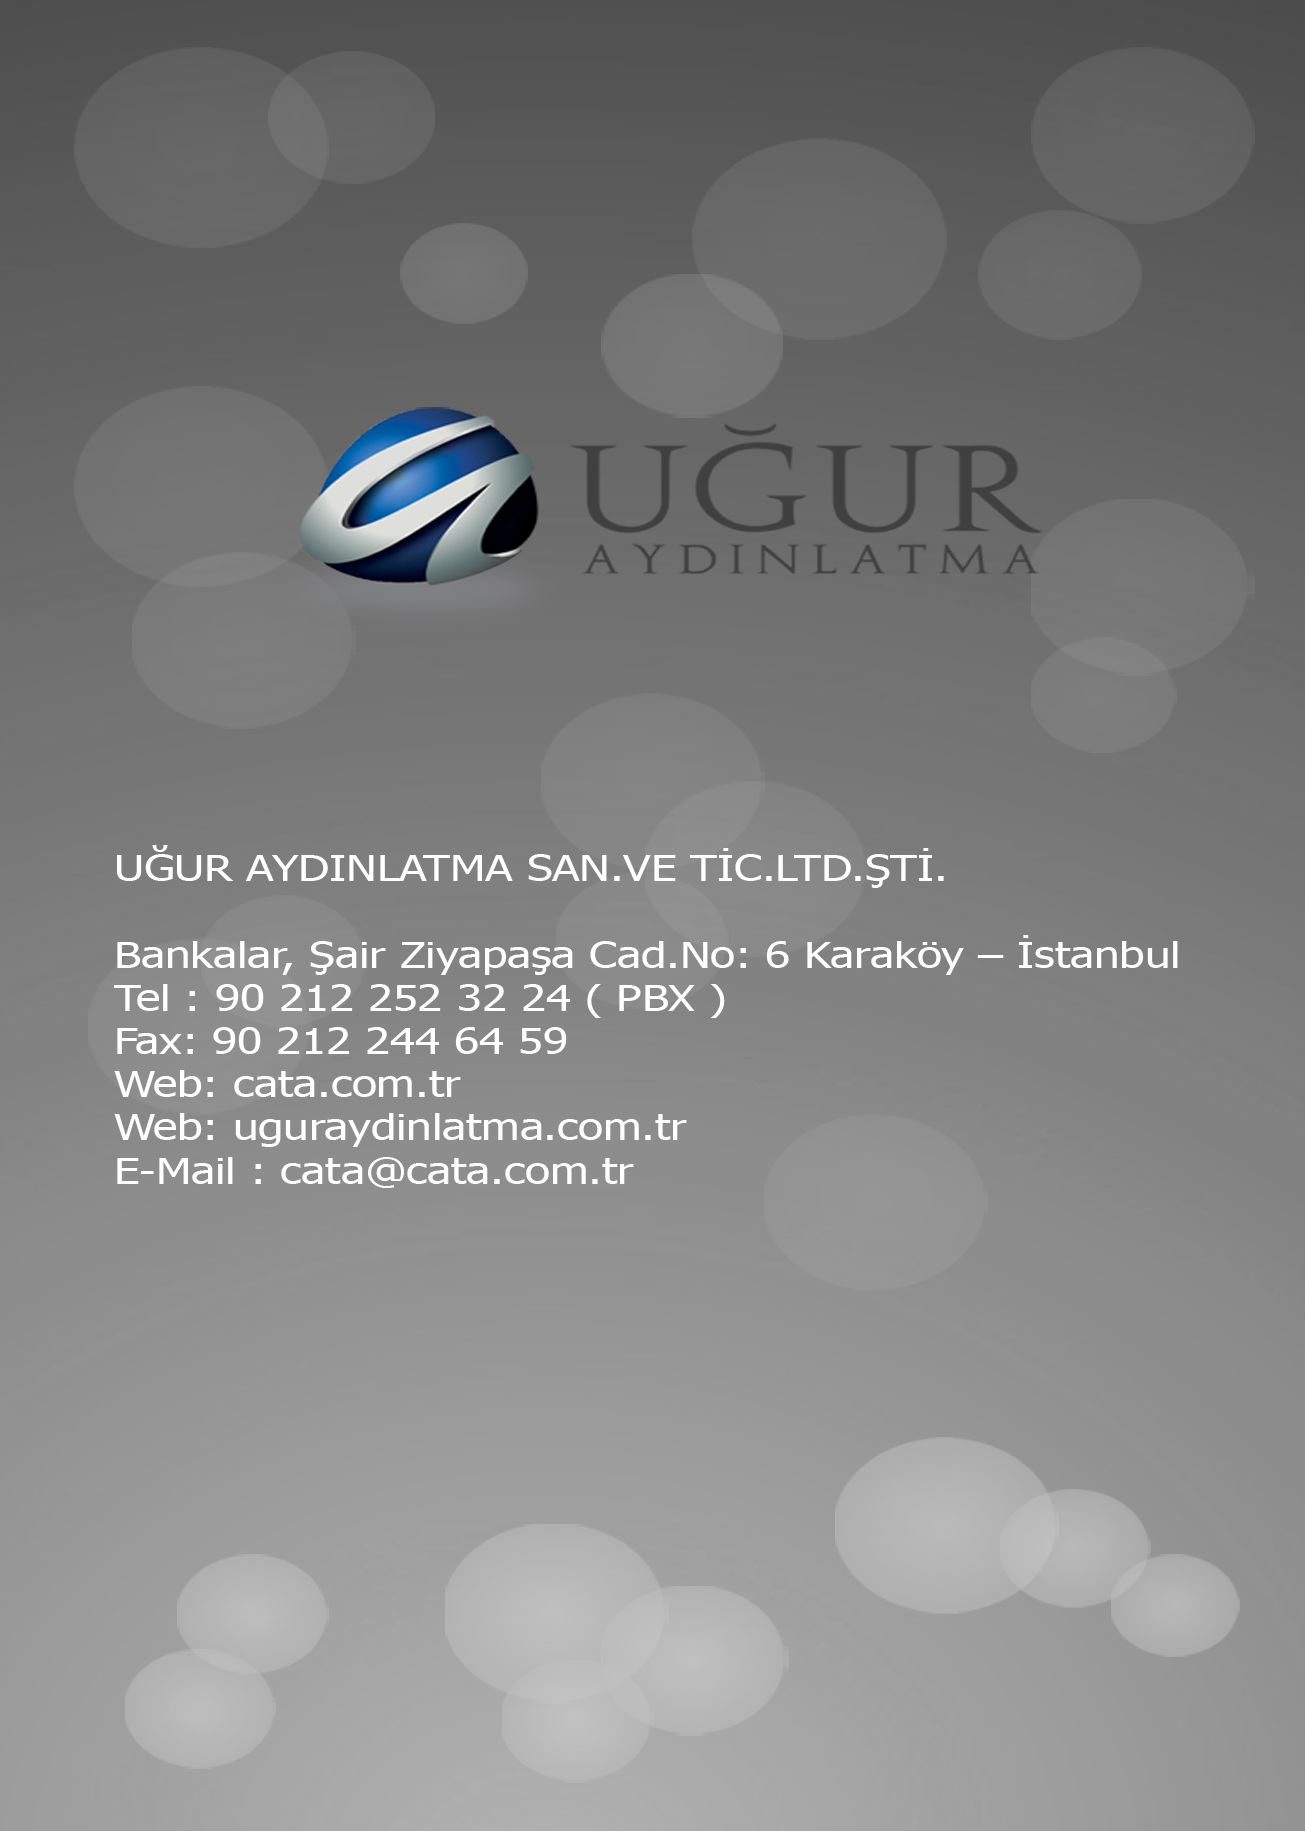 UĞUR
AYDINLATMA
UĞUR AYDINLATMA SAN.VE TİC.LTD.ŞTİ.
Bankalar, Şair Ziyapaşa Cad.No: 6 Karaköy – İstanbul
Tel : 90 212 252 32 24 ( PBX )
Fax: 90 212 244 64 59
Web: cata.com.tr
Web: uguraydinlatma.com.tr
E-Mail : cata@cata.com.tr